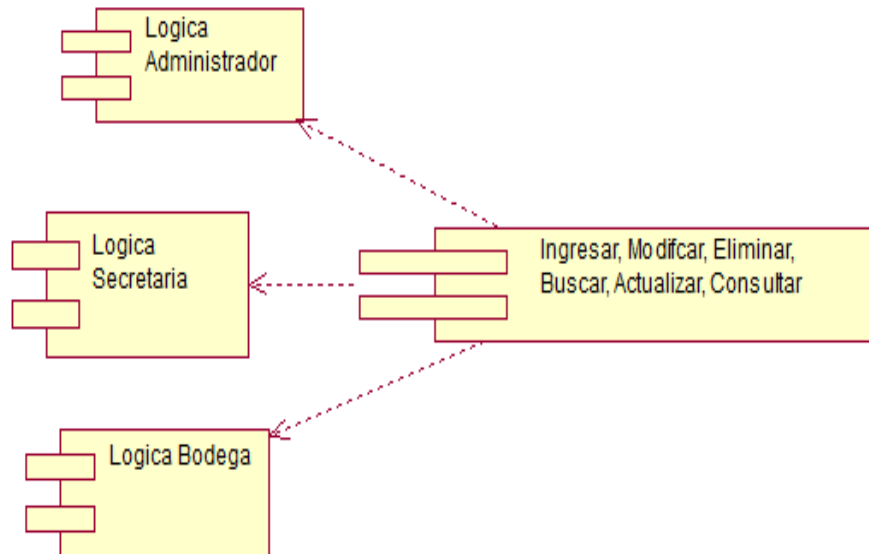 Logica
Administrador
Logica
Secretaria
Ingresar, Modifcar, Eliminar,
Buscar, Actualizar, Consultar
Logica Bodega